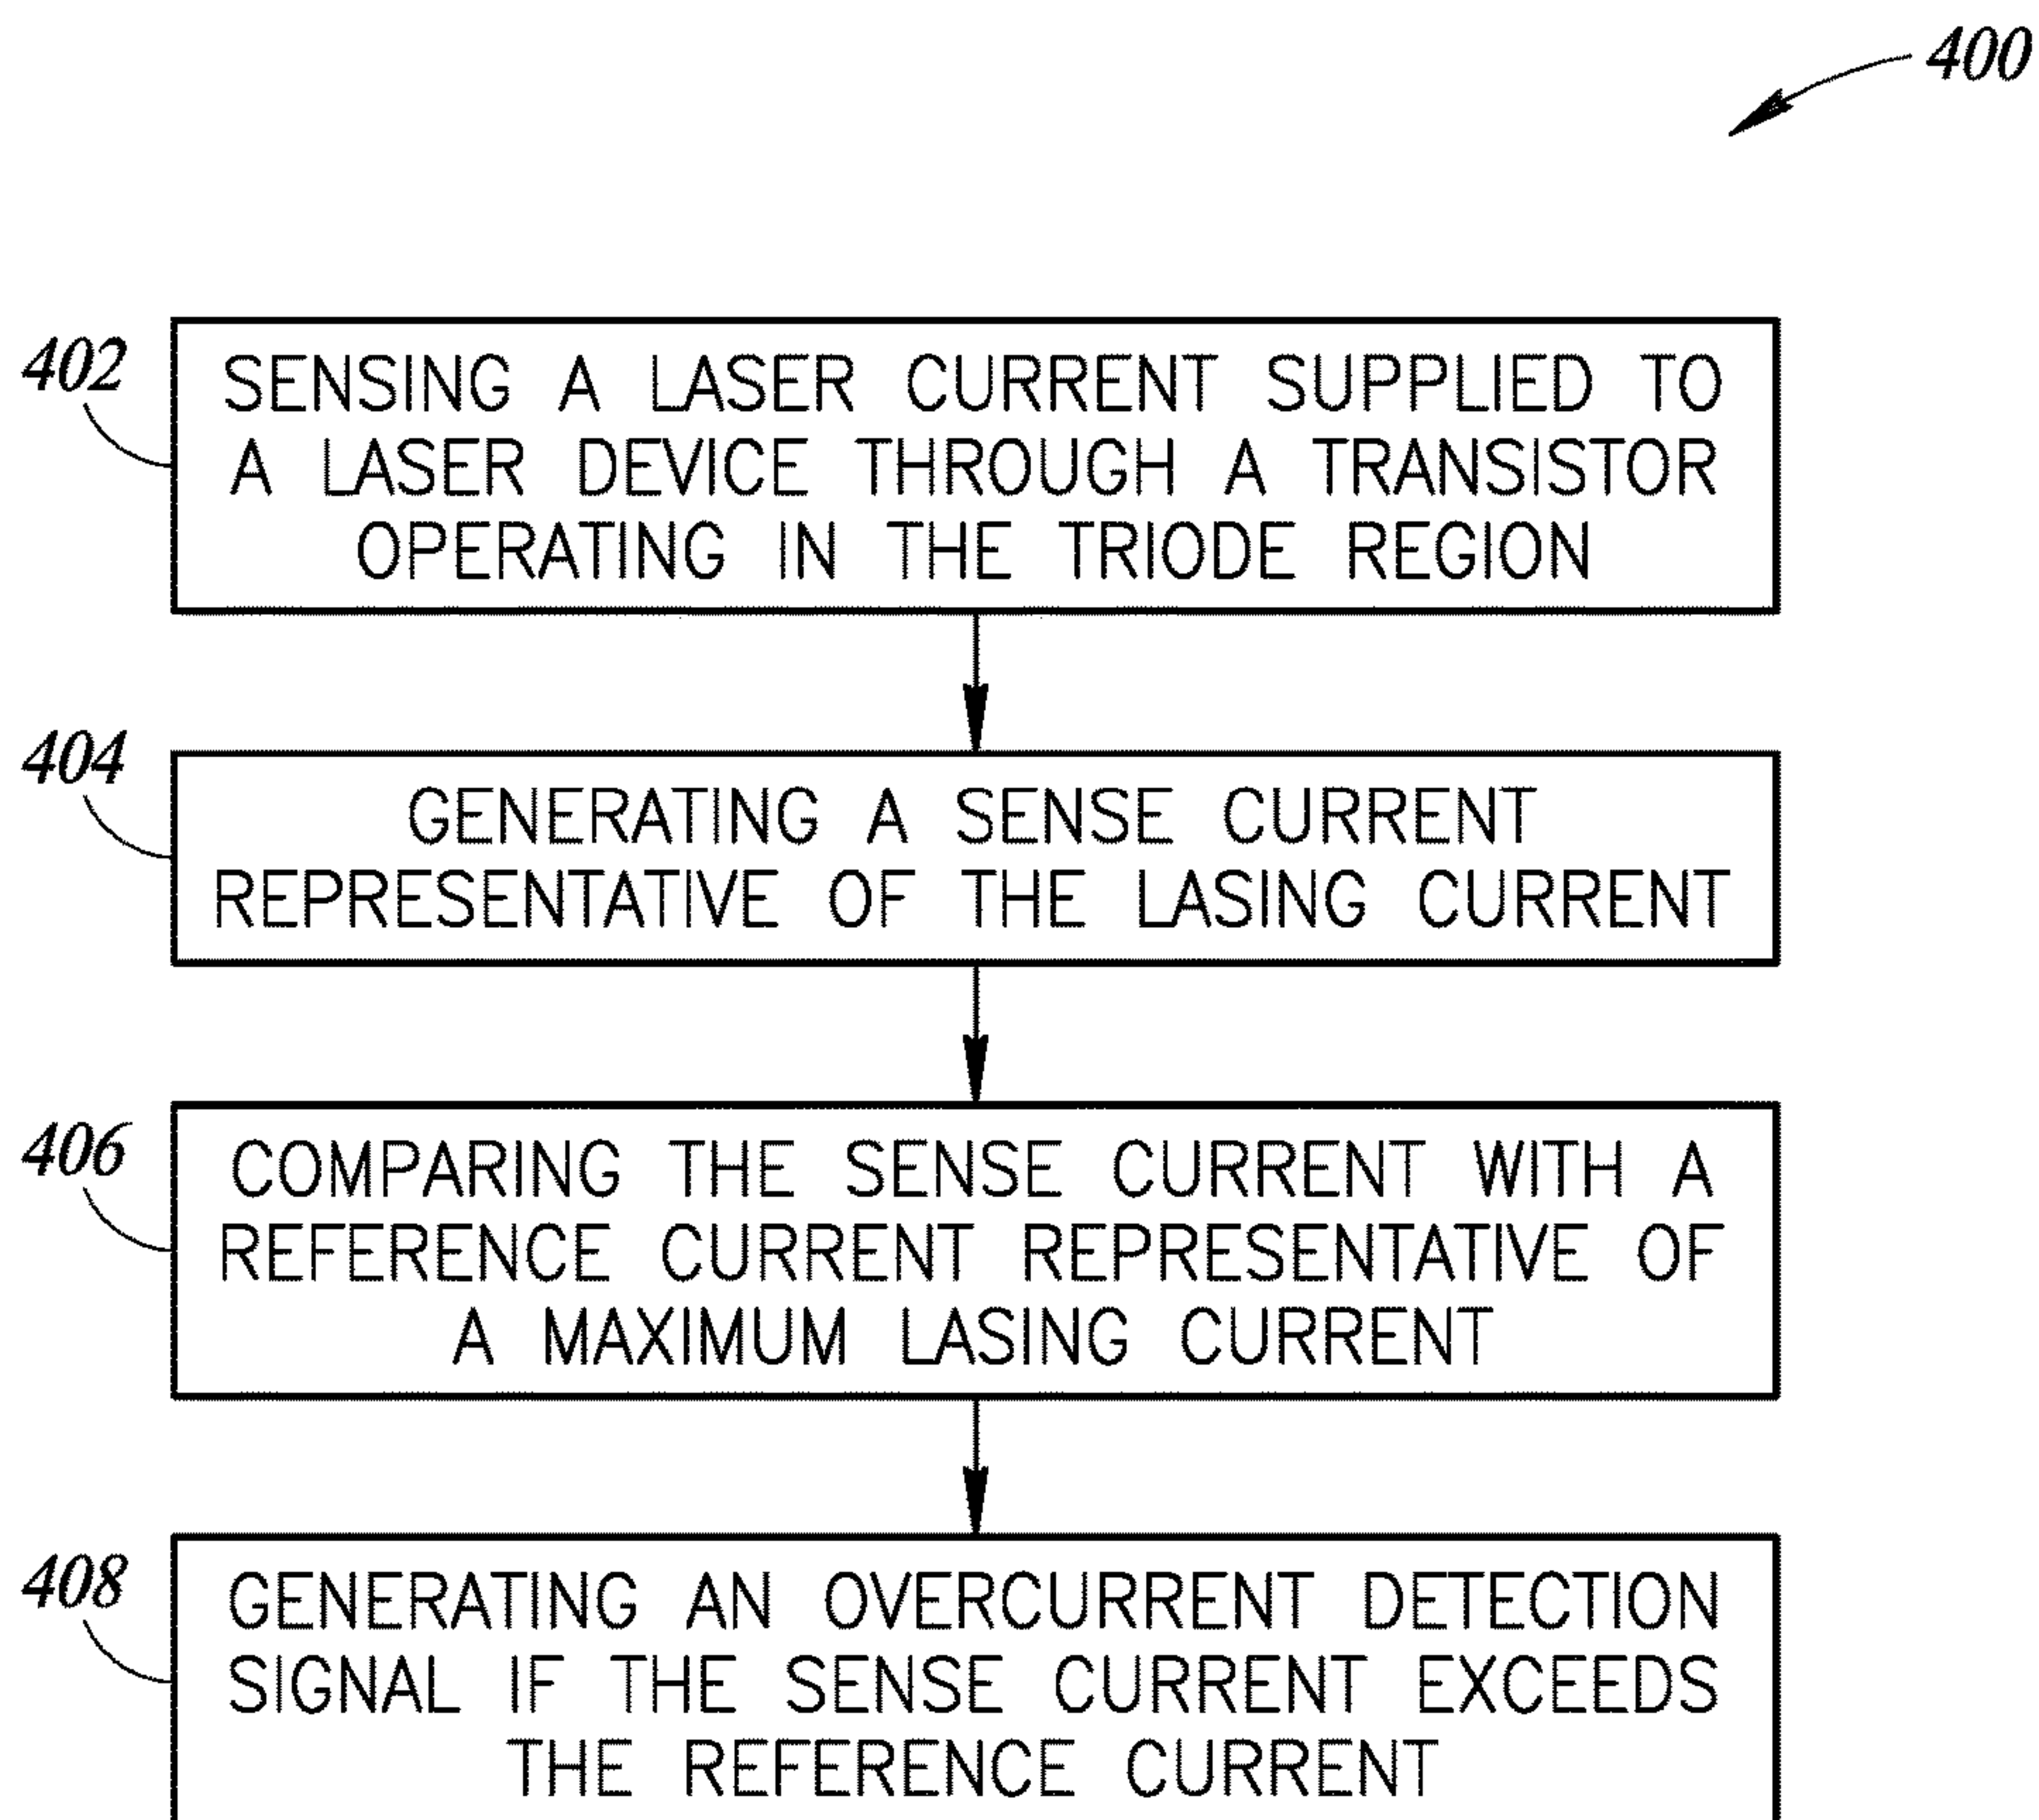 400
402
SENSING A LASER CURRENT SUPPLIED TO
A LASER DEVICE THROUGH A TRANSISTOR
OPERATING IN THE TRIODE REGION
404
GENERATING A SENSE CURRENT
REPRESENTATIVE OF THE LASING CURRENT
406
COMPARING THE SENSE CURRENT WITH A
REFERENCE CURRENT REPRESENTATIVE OF
A MAXIMUM LASING CURRENT
408
GENERATING AN OVERCURRENT DETECTION
SIGNAL IF THE SENSE CURRENT EXCEEDS
THE REFERENCE CURRENT